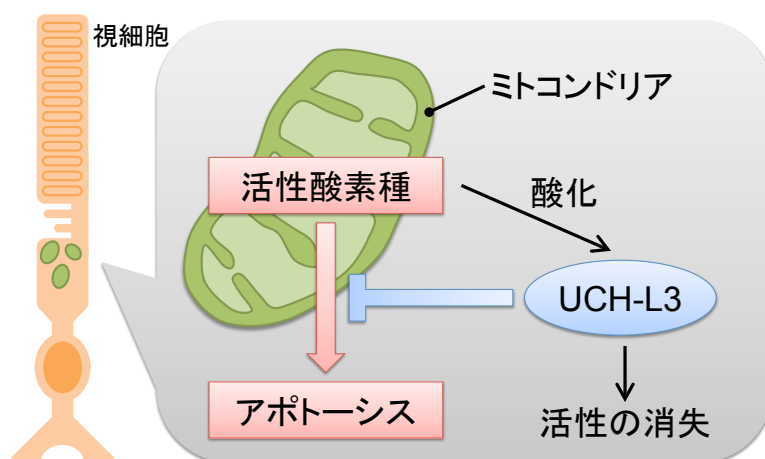 視細胞
ミトコンドリア
活性酸素種
酸化
UCH-L3
アポトーシス
活性の消失